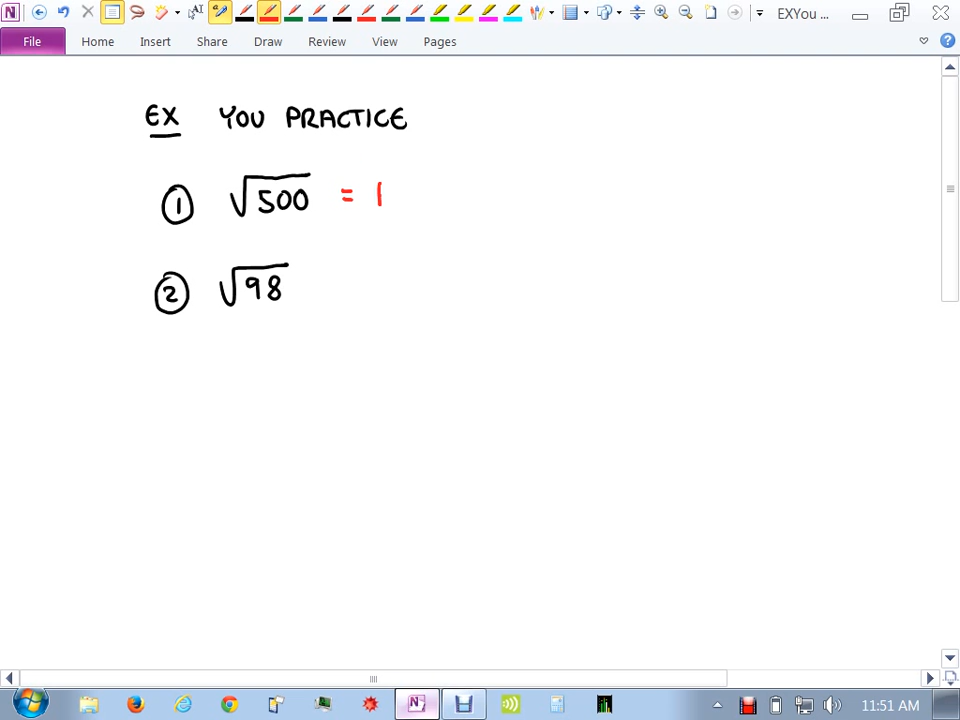 EXYou ...
File Home Insert Share Draw Review View Pages
EX YOU PRACTICE
① √500 = 1
② √98
11:51 AM